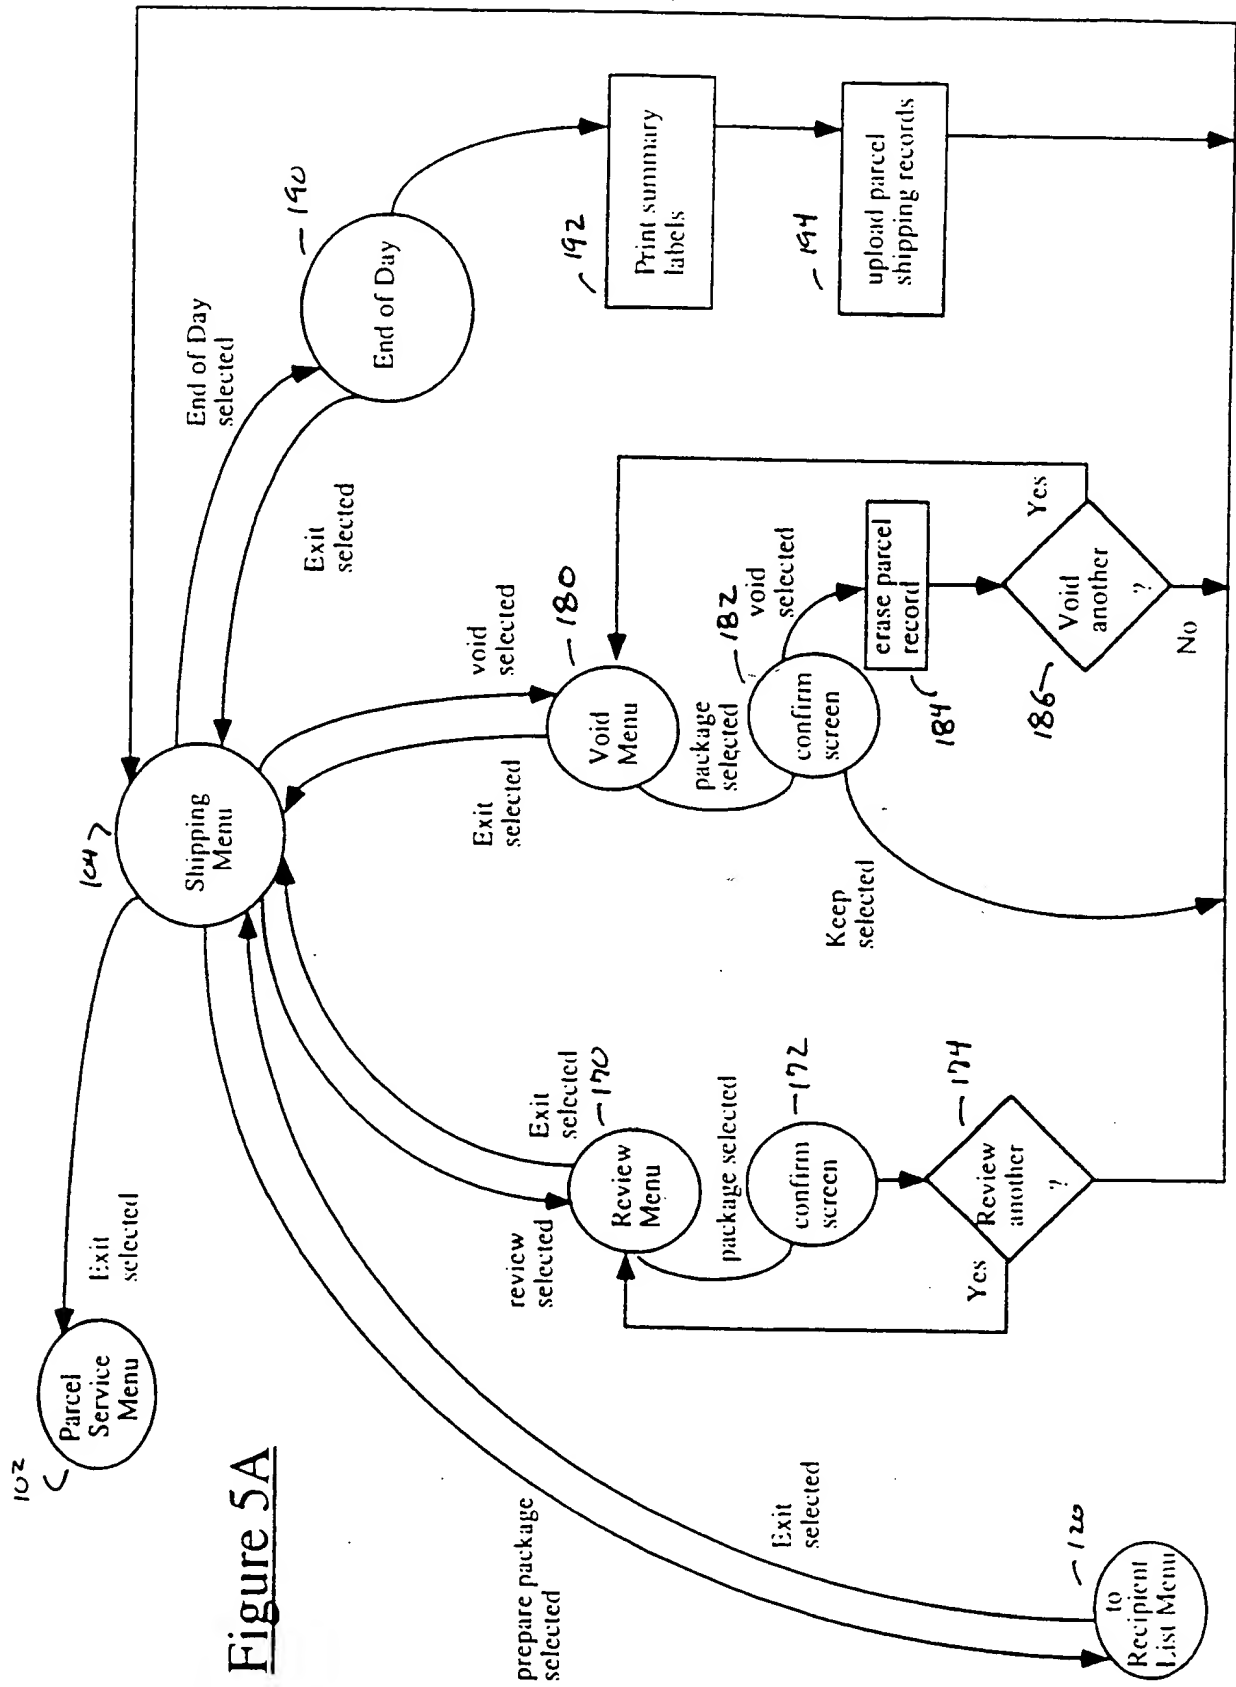 Figure 5A
102
Parcel
Service
Menu
Exit
selected
104
Shipping
Menu
End of Day
selected
Exit
selected
190
End of Day
192
Print summary
labels
194
upload parcel
shipping records
void
selected
Exit
selected
180
Void
Menu
package
selected
182
confirm
screen
void
selected
erase parcel
record
184
186
Void
another
?
Yes
No
Keep
selected
review
selected
Exit
selected
170
Review
Menu
package selected
172
confirm
screen
174
Review
another
?
Yes
prepare package
selected
Exit
selected
120
to
Recipient
List Menu